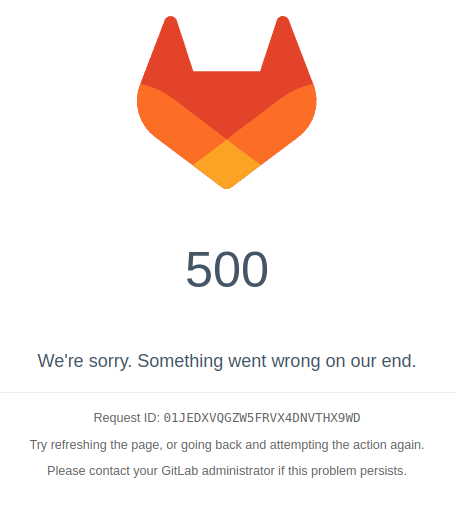 500
We're sorry. Something went wrong on our end.
Request ID: 01JEDXVQGZW5FRVX4DNVTHX9WD
Try refreshing the page, or going back and attempting the action again.
Please contact your GitLab administrator if this problem persists.